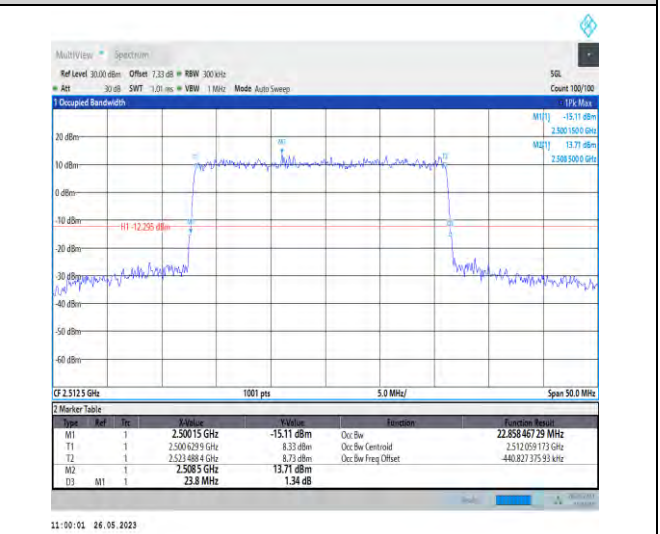 MultiView Spectrum
Ref Level 30.00 dBm Offset 7.33 dB RBW 300 kHz SGL
Att 30 dB SWT 1.01 ms VBW 1 MHz Mode Auto Sweep Count 100/100
1 Occupied Bandwidth 1Pk Max
M1[1] -15.11 dBm
2.500 150 0 GHz
M2[1] 13.71 dBm
2.508 500 0 GHz
20 dBm
M2
T1
T2
10 dBm
0 dBm
-10 dBm
H1 -12.295 dBm
M1
D3
-20 dBm
-30 dBm
-40 dBm
-50 dBm
-60 dBm
CF 2.512 5 GHz 1001 pts 5.0 MHz/ Span 50.0 MHz
2 Marker Table
Type Ref Trc X-Value Y-Value Function Function Result
M1 1 2.500 15 GHz -15.11 dBm Occ Bw 22.858 467 29 MHz
T1 1 2.500 629 9 GHz 8.33 dBm Occ Bw Centroid 2.512 059 173 GHz
T2 1 2.523 488 4 GHz 8.73 dBm Occ Bw Freq Offset -440.827 375 93 kHz
M2 1 2.508 5 GHz 13.71 dBm
D3 M1 1 23.8 MHz 1.34 dB
11:00:01 26.05.2023